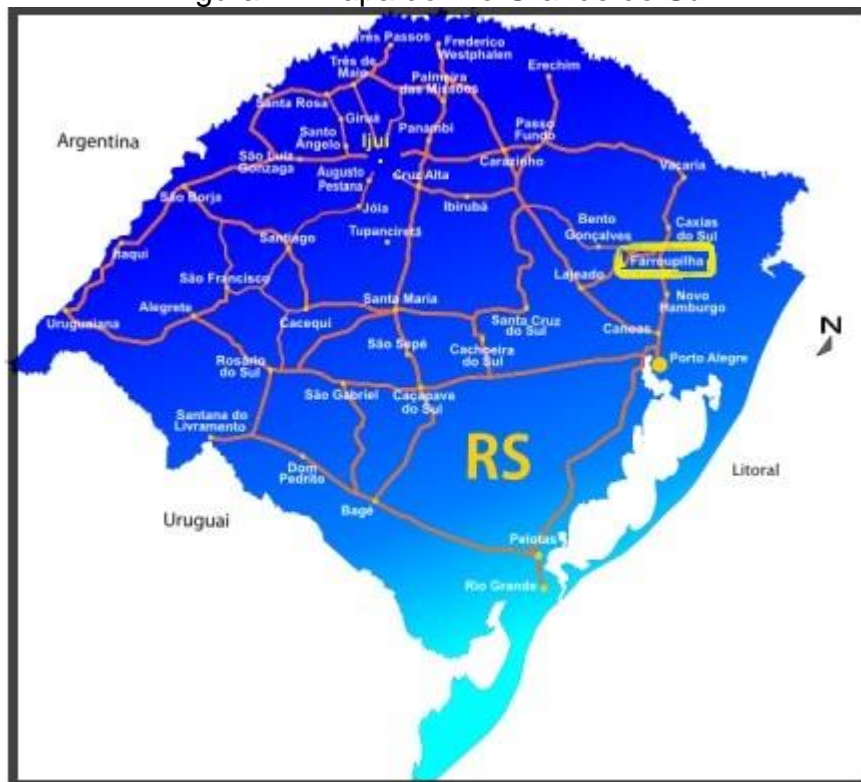 Três Passos
Frederico
Westphalen
Três de
Maio
Erechim
Palmeira
das Missões
Santa Rosa
Giruá
Passo
Fundo
Argentina
Santo
Ângelo
Ijuí
Panambi
São Luiz
Gonzaga
Carazinho
Vacaria
Augusto
Pestana
Cruz Alta
São Borja
Ibirubá
Jóia
Bento
Gonçalves
Caxias
do Sul
Tupanciretã
Santiago
Itaqui
Farroupilha
São Francisco
Lajeado
Santa Maria
Novo
Hamburgo
Alegrete
Uruguaiana
Cacequi
Santa Cruz
do Sul
Canoas
N
São Sepé
Cachoeira
do Sul
Rosário
do Sul
Porto Alegre
São Gabriel
Caçapava
do Sul
Santana do
Livramento
RS
Dom
Pedrito
Litoral
Bagé
Uruguai
Pelotas
Rio Grande